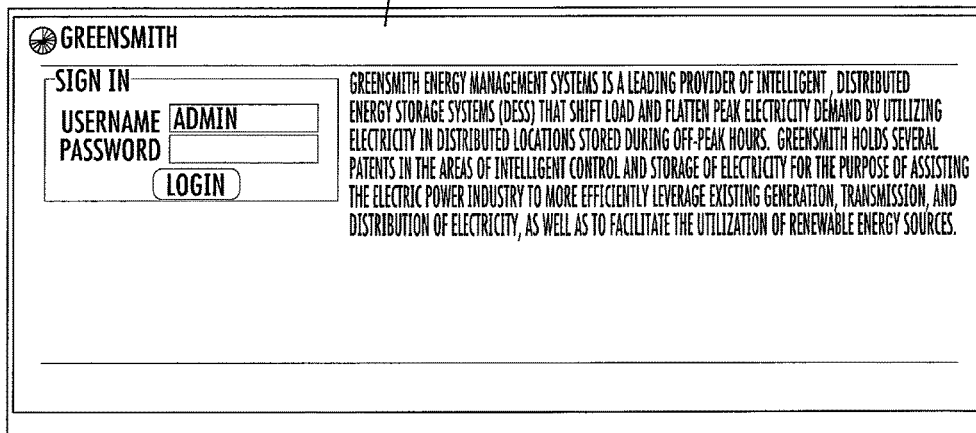 GREENSMITH
SIGN IN
USERNAME ADMIN
PASSWORD
LOGIN
GREENSMITH ENERGY MANAGEMENT SYSTEMS IS A LEADING PROVIDER OF INTELLIGENT , DISTRIBUTED
ENERGY STORAGE SYSTEMS (DESS) THAT SHIFT LOAD AND FLATTEN PEAK ELECTRICITY DEMAND BY UTILIZING
ELECTRICITY IN DISTRIBUTED LOCATIONS STORED DURING OFF-PEAK HOURS. GREENSMITH HOLDS SEVERAL
PATENTS IN THE AREAS OF INTELLIGENT CONTROL AND STORAGE OF ELECTRICITY FOR THE PURPOSE OF ASSISTING
THE ELECTRIC POWER INDUSTRY TO MORE EFFICIENTLY LEVERAGE EXISTING GENERATION, TRANSMISSION, AND
DISTRIBUTION OF ELECTRICITY, AS WELL AS TO FACILITATE THE UTILIZATION OF RENEWABLE ENERGY SOURCES.